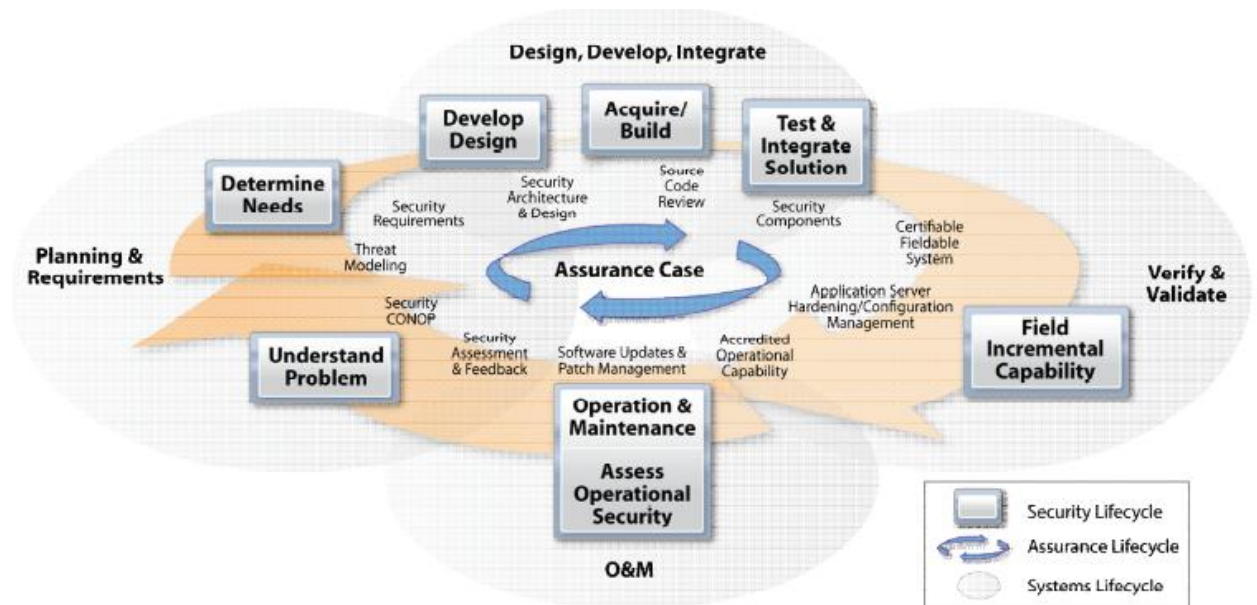 Design, Develop, Integrate
Develop
Design
Acquire/
Build
Test &
Integrate
Solution
Determine
Needs
Security
Requirements
Security
Architecture
& Design
Source
Code
Review
Security
Components
Certifiable
Fieldable
System
Planning &
Requirements
Threat
Modeling
Assurance Case
Verify &
Validate
Security
CONOP
Application Server
Hardening/Configuration
Management
Understand
Problem
Security
Assessment
& Feedback
Software Updates &
Patch Management
Accredited
Operational
Capability
Field
Incremental
Capability
Operation &
Maintenance
Assess
Operational
Security
O&M
Security Lifecycle
Assurance Lifecycle
Systems Lifecycle